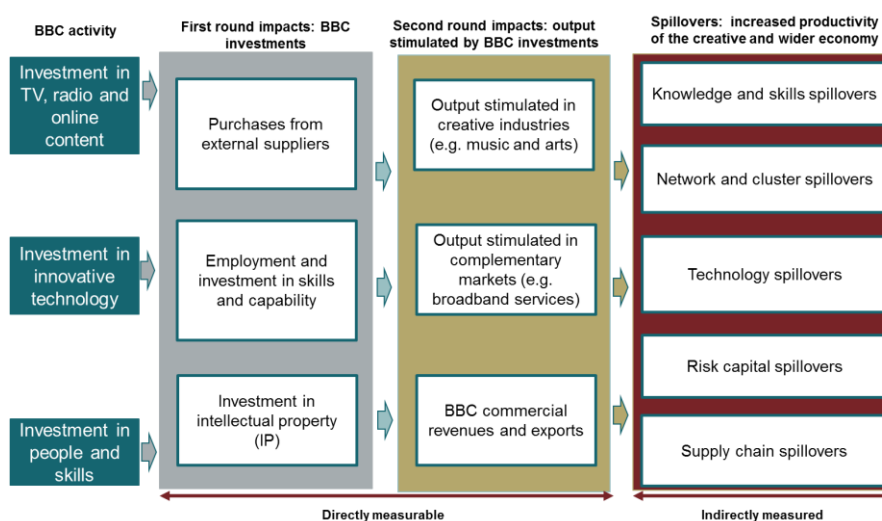 BBC activity
First round impacts: BBC
investments
Second round impacts: output
stimulated by BBC investments
Spillovers: increased productivity
of the creative and wider economy
Investment in
TV, radio and
online
content
Investment in
innovative
technology
Investment in
people and
skills
Purchases from
external suppliers
Employment and
investment in skills
and capability
Investment in
intellectual property
(IP)
Output stimulated in
creative industries
(e.g. music and arts)
Output stimulated in
complementary
markets (e.g.
broadband services)
BBC commercial
revenues and exports
Knowledge and skills spillovers
Network and cluster spillovers
Technology spillovers
Risk capital spillovers
Supply chain spillovers
Directly measurable
Indirectly measured